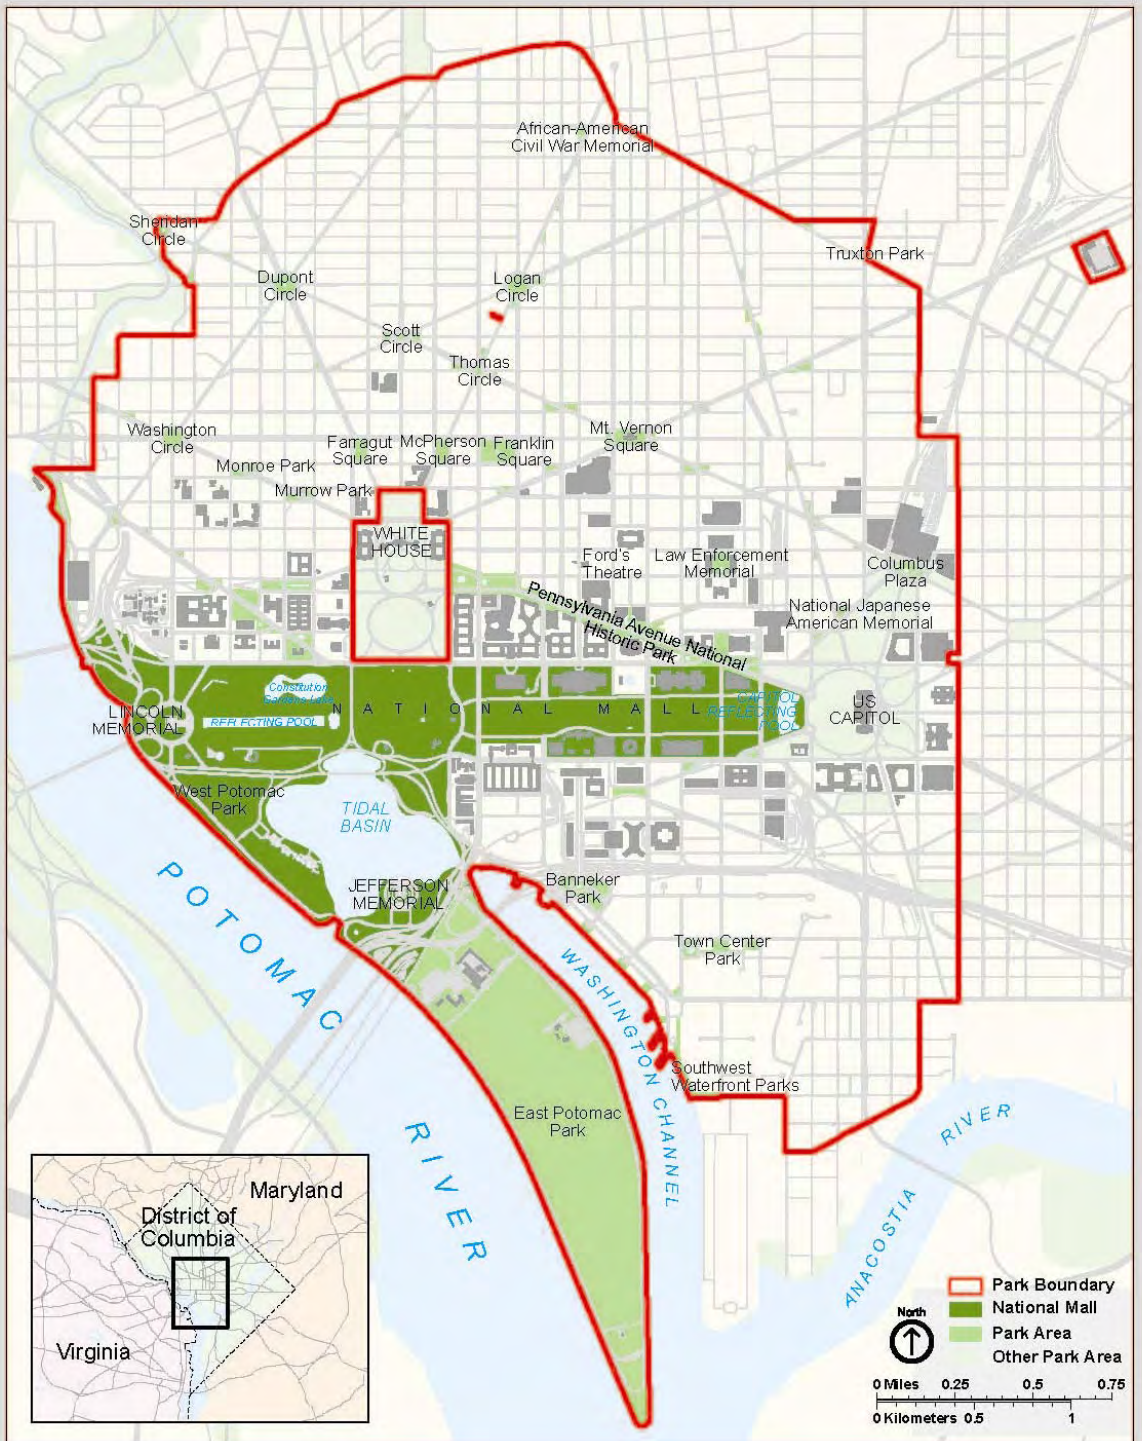 African-American
Civil War Memorial
Sheridan
Circle
Truxton Park
Dupont
Circle
Logan
Circle
Scott
Circle
Thomas
Circle
Washington
Circle
Farragut
Square
McPherson
Square
Franklin
Square
Mt. Vernon
Square
Monroe Park
Murrow Park
WHITE
HOUSE
Ford's
Theatre
Law Enforcement
Memorial
Columbus
Plaza
Pennsylvania Avenue National
Historic Park
National Japanese
American Memorial
Constitution
Gardens Lake
LINCOLN
MEMORIAL
REFLECTING POOL
NATIONAL MALL
CAPITOL
REFLECTING
POOL
US
CAPITOL
West Potomac
Park
TIDAL
BASIN
JEFFERSON
MEMORIAL
Banneker
Park
Town Center
Park
POTOMAC
RIVER
WASHINGTON CHANNEL
Southwest
Waterfront Parks
East Potomac
Park
ANACOSTIA
RIVER
Maryland
District of
Columbia
Virginia
Park Boundary
National Mall
Park Area
Other Park Area
North
0 Miles 0.25 0.5 0.75
0 Kilometers 0.5 1